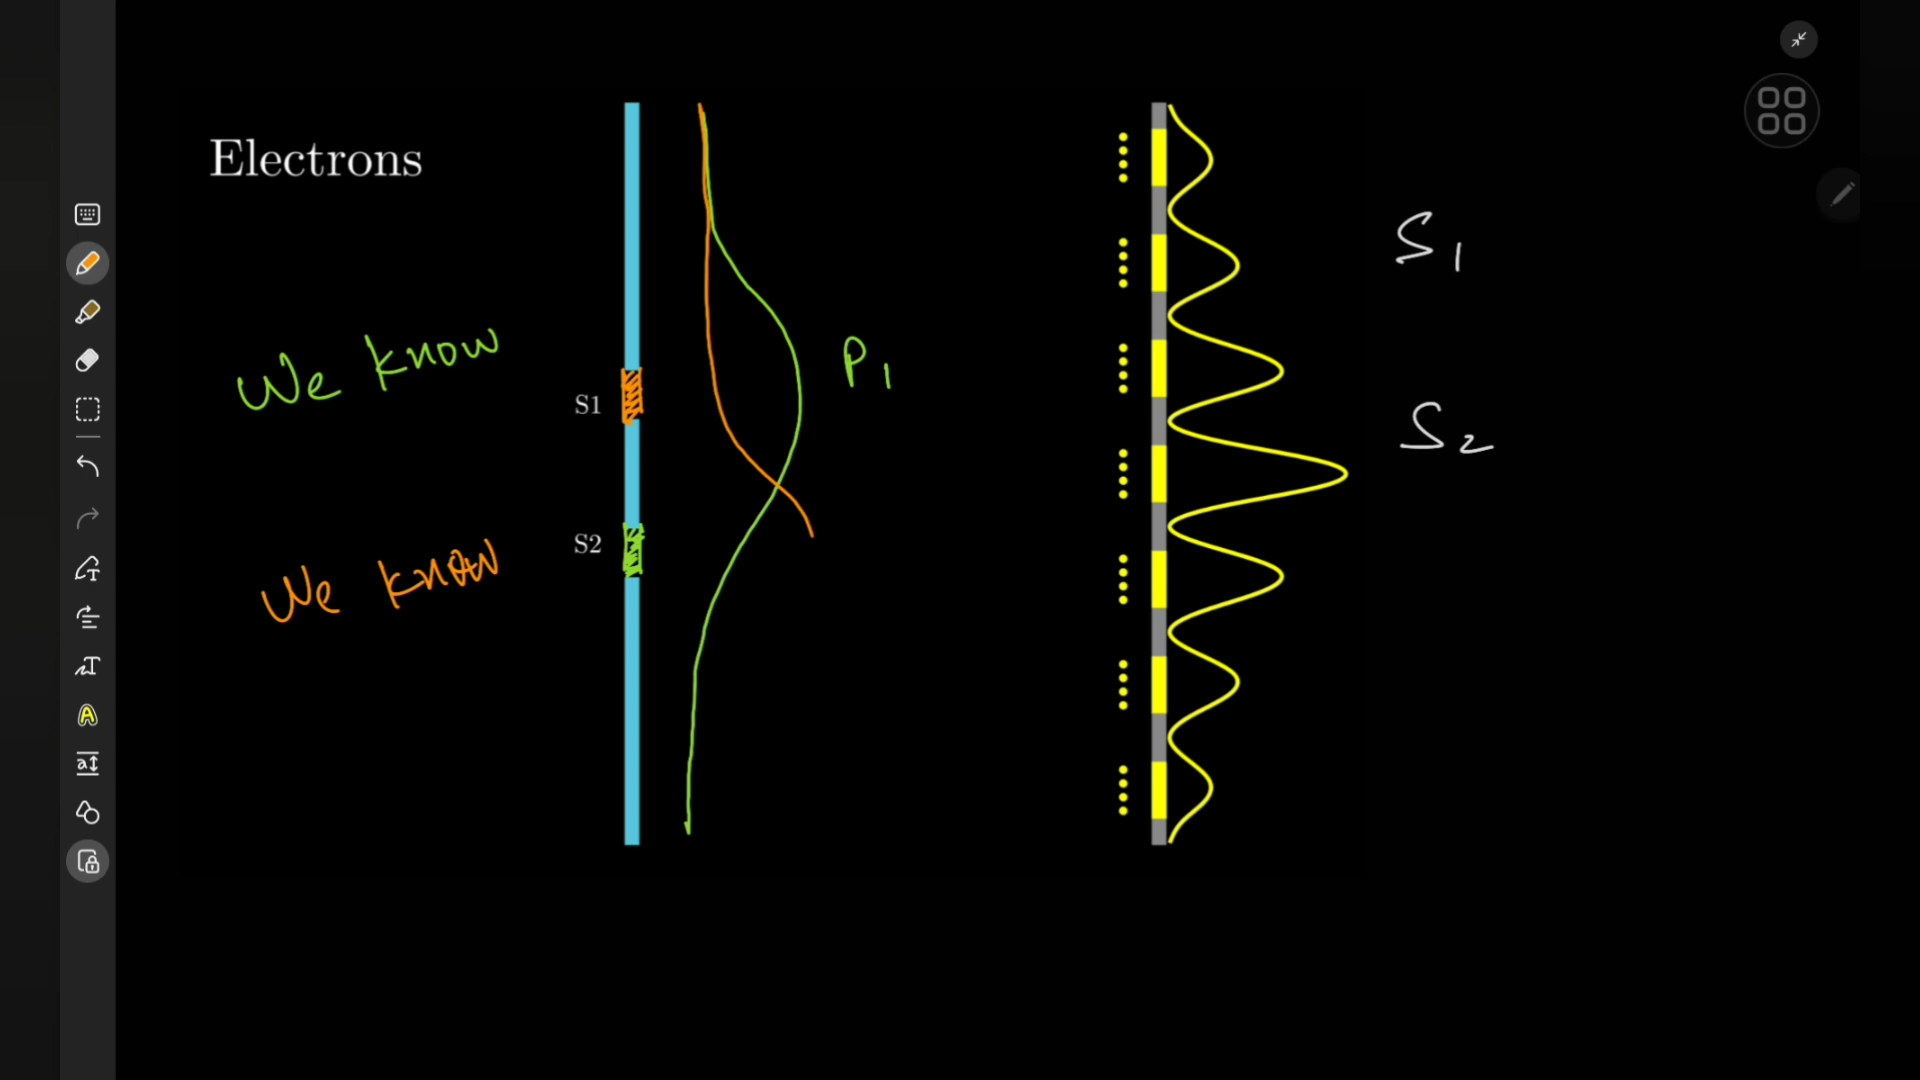 Electrons
We know
S1
P1
S1
S2
We know
S2